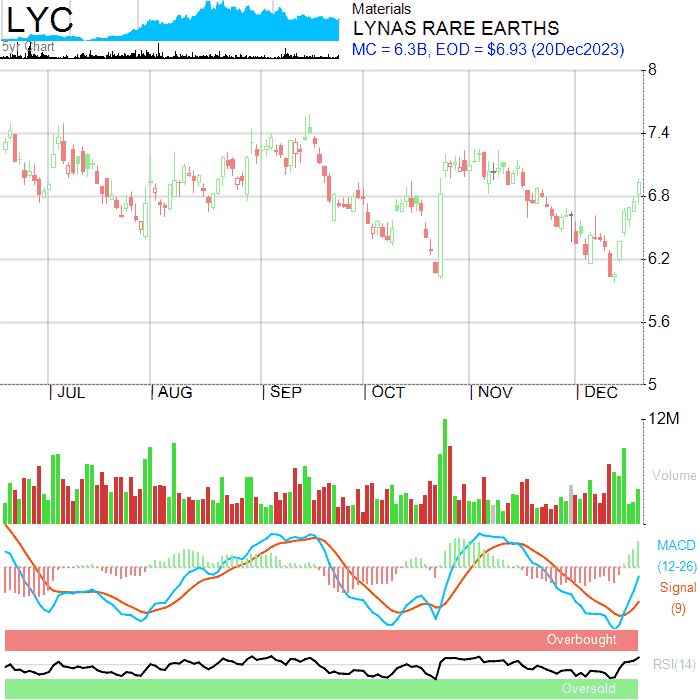 LYC
5yr Chart
Materials
LYNAS RARE EARTHS
MC = 6.3B, EOD = $6.93 (20Dec2023)
8
7.4
6.8
6.2
5.6
5
JUL AUG SEP OCT NOV DEC
12M
Volume
MACD
(12-26)
Signal
(9)
Overbought
RSI(14)
Oversold